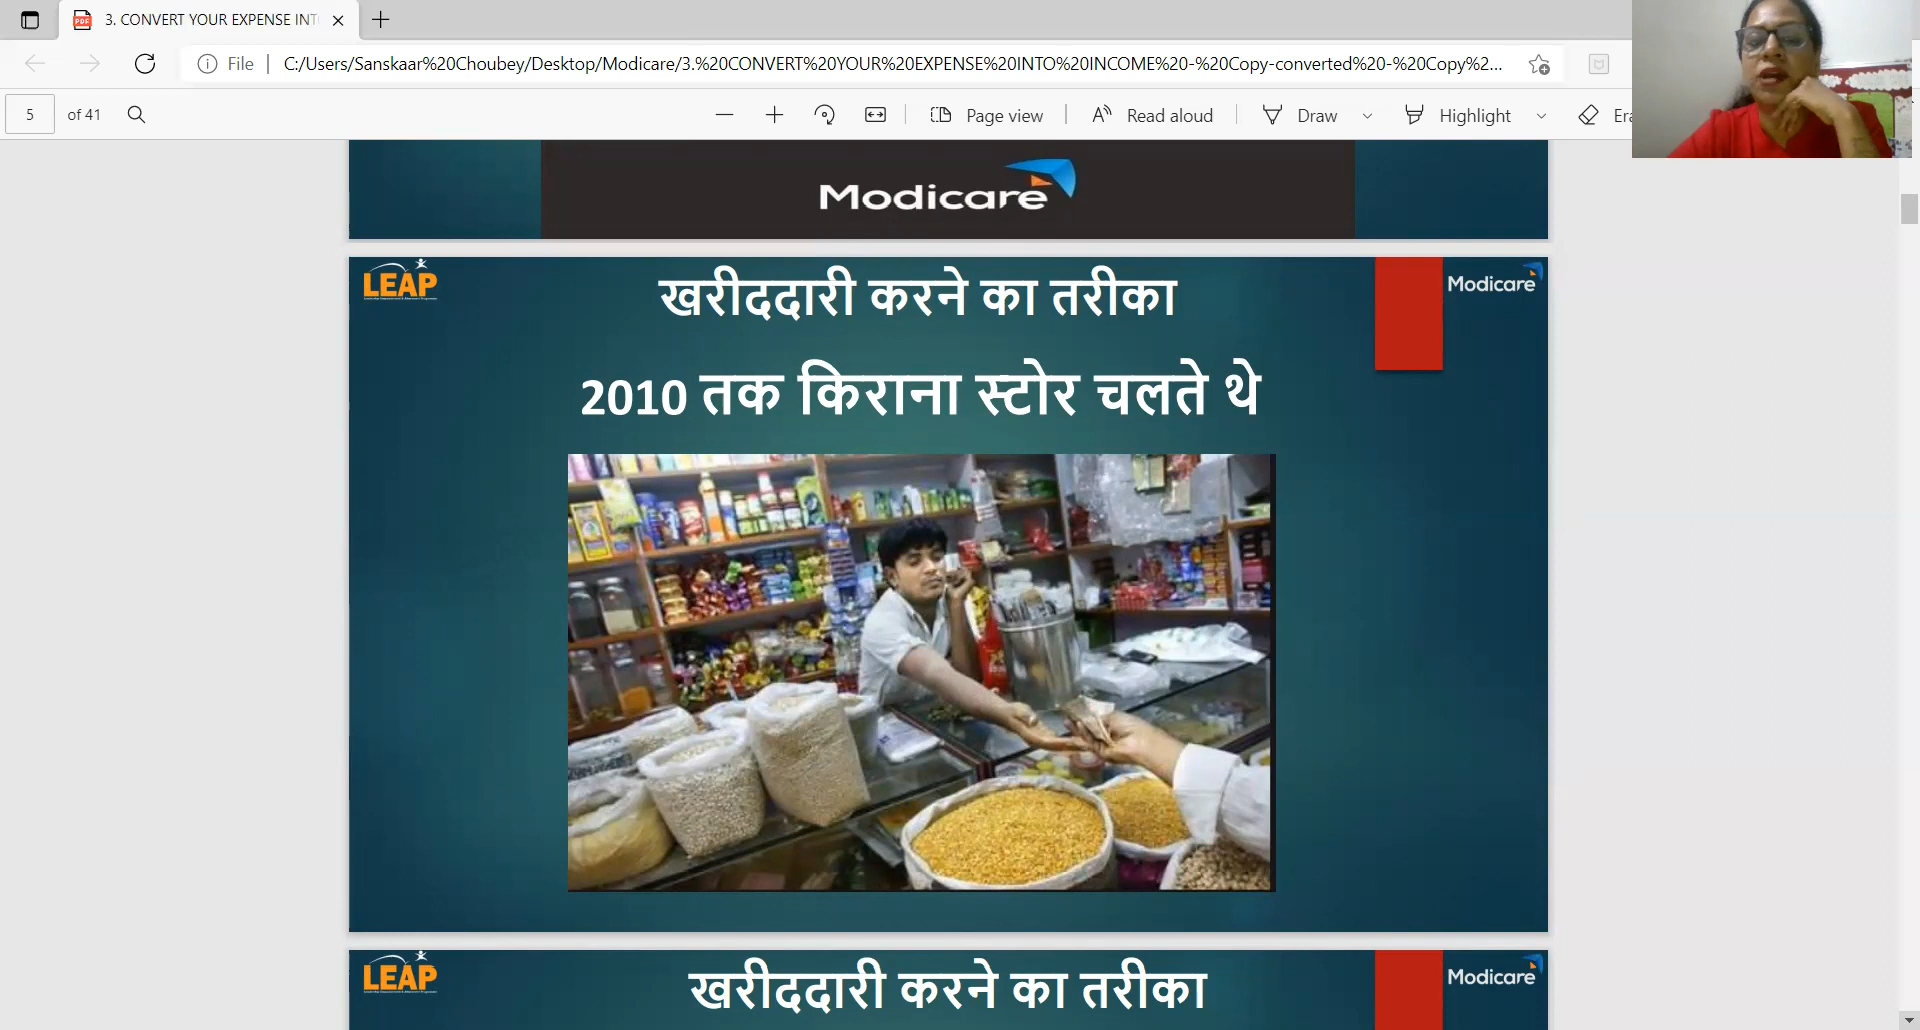 3. CONVERT YOUR EXPENSE INT
File
C:/Users/Sanskaar%20Choubey/Desktop/Modicare/3.%20CONVERT%20YOUR%20EXPENSE%20INTO%20INCOME%20-%20Copy-converted%20-%20Copy%2...
5 of 41
Page view
Read aloud
Draw
Highlight
Era
Modicare
LEAP
Modicare
खरीददारी करने का तरीका
2010 तक किराना स्टोर चलते थे
LEAP
Modicare
खरीददारी करने का तरीका